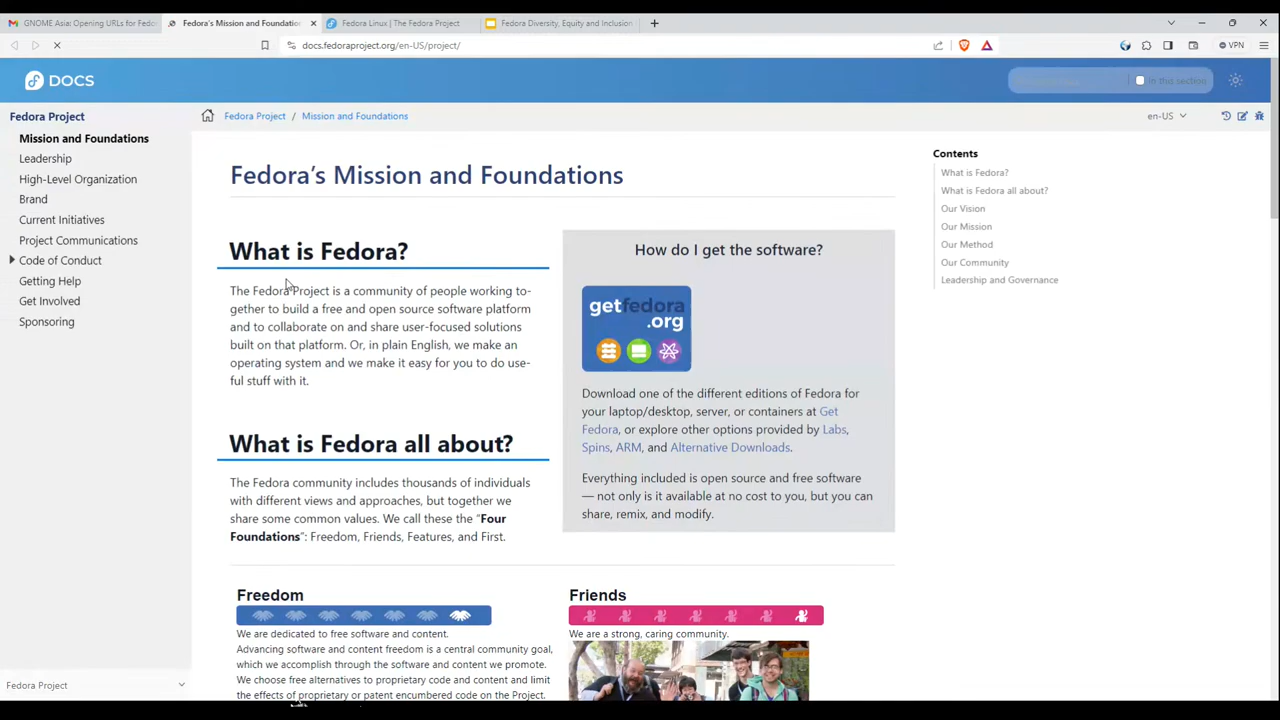 GNOME Asia: Opening URLs for Fedo
Fedora's Mission and Foundation
Fedora Linux | The Fedora Project
Fedora Diversity, Equity and Inclusion
docs.fedoraproject.org/en-US/project/
VPN
DOCS
In this section
Fedora Project
Mission and Foundations
Leadership
High-Level Organization
Brand
Current Initiatives
Project Communications
Code of Conduct
Getting Help
Get Involved
Sponsoring
Fedora Project
Fedora Project / Mission and Foundations
en-US
Fedora's Mission and Foundations
What is Fedora?
The Fedora Project is a community of people working to-
gether to build a free and open source software platform
and to collaborate on and share user-focused solutions
built on that platform. Or, in plain English, we make an
operating system and we make it easy for you to do use-
ful stuff with it.
What is Fedora all about?
The Fedora community includes thousands of individuals
with different views and approaches, but together we
share some common values. We call these the "Four
Foundations": Freedom, Friends, Features, and First.
How do I get the software?
getfedora
.org
Download one of the different editions of Fedora for
your laptop/desktop, server, or containers at Get
Fedora, or explore other options provided by Labs,
Spins, ARM, and Alternative Downloads.
Everything included is open source and free software
— not only is it available at no cost to you, but you can
share, remix, and modify.
Freedom
We are dedicated to free software and content.
Advancing software and content freedom is a central community goal,
which we accomplish through the software and content we promote.
We choose free alternatives to proprietary code and content and limit
the effects of proprietary or patent encumbered code on the Project.
Friends
We are a strong, caring community.
Contents
What is Fedora?
What is Fedora all about?
Our Vision
Our Mission
Our Method
Our Community
Leadership and Governance